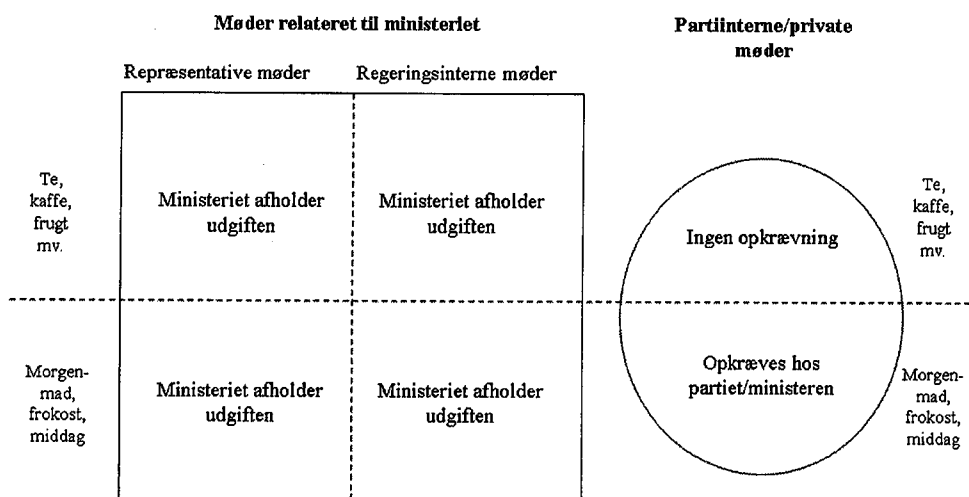 Møder relateret til ministeriet
Partiinterne/private
møder
Repræsentative møder
Regeringsinterne møder
Te,
kaffe,
frugt
mv.
Ministeriet afholder
udgiften
Ministeriet afholder
udgiften
Ingen opkrævning
Te,
kaffe,
frugt
mv.
Morgen-
mad,
frokost,
middag
Ministeriet afholder
udgiften
Ministeriet afholder
udgiften
Opkræves hos
partiet/ministeren
Morgen-
mad,
frokost,
middag